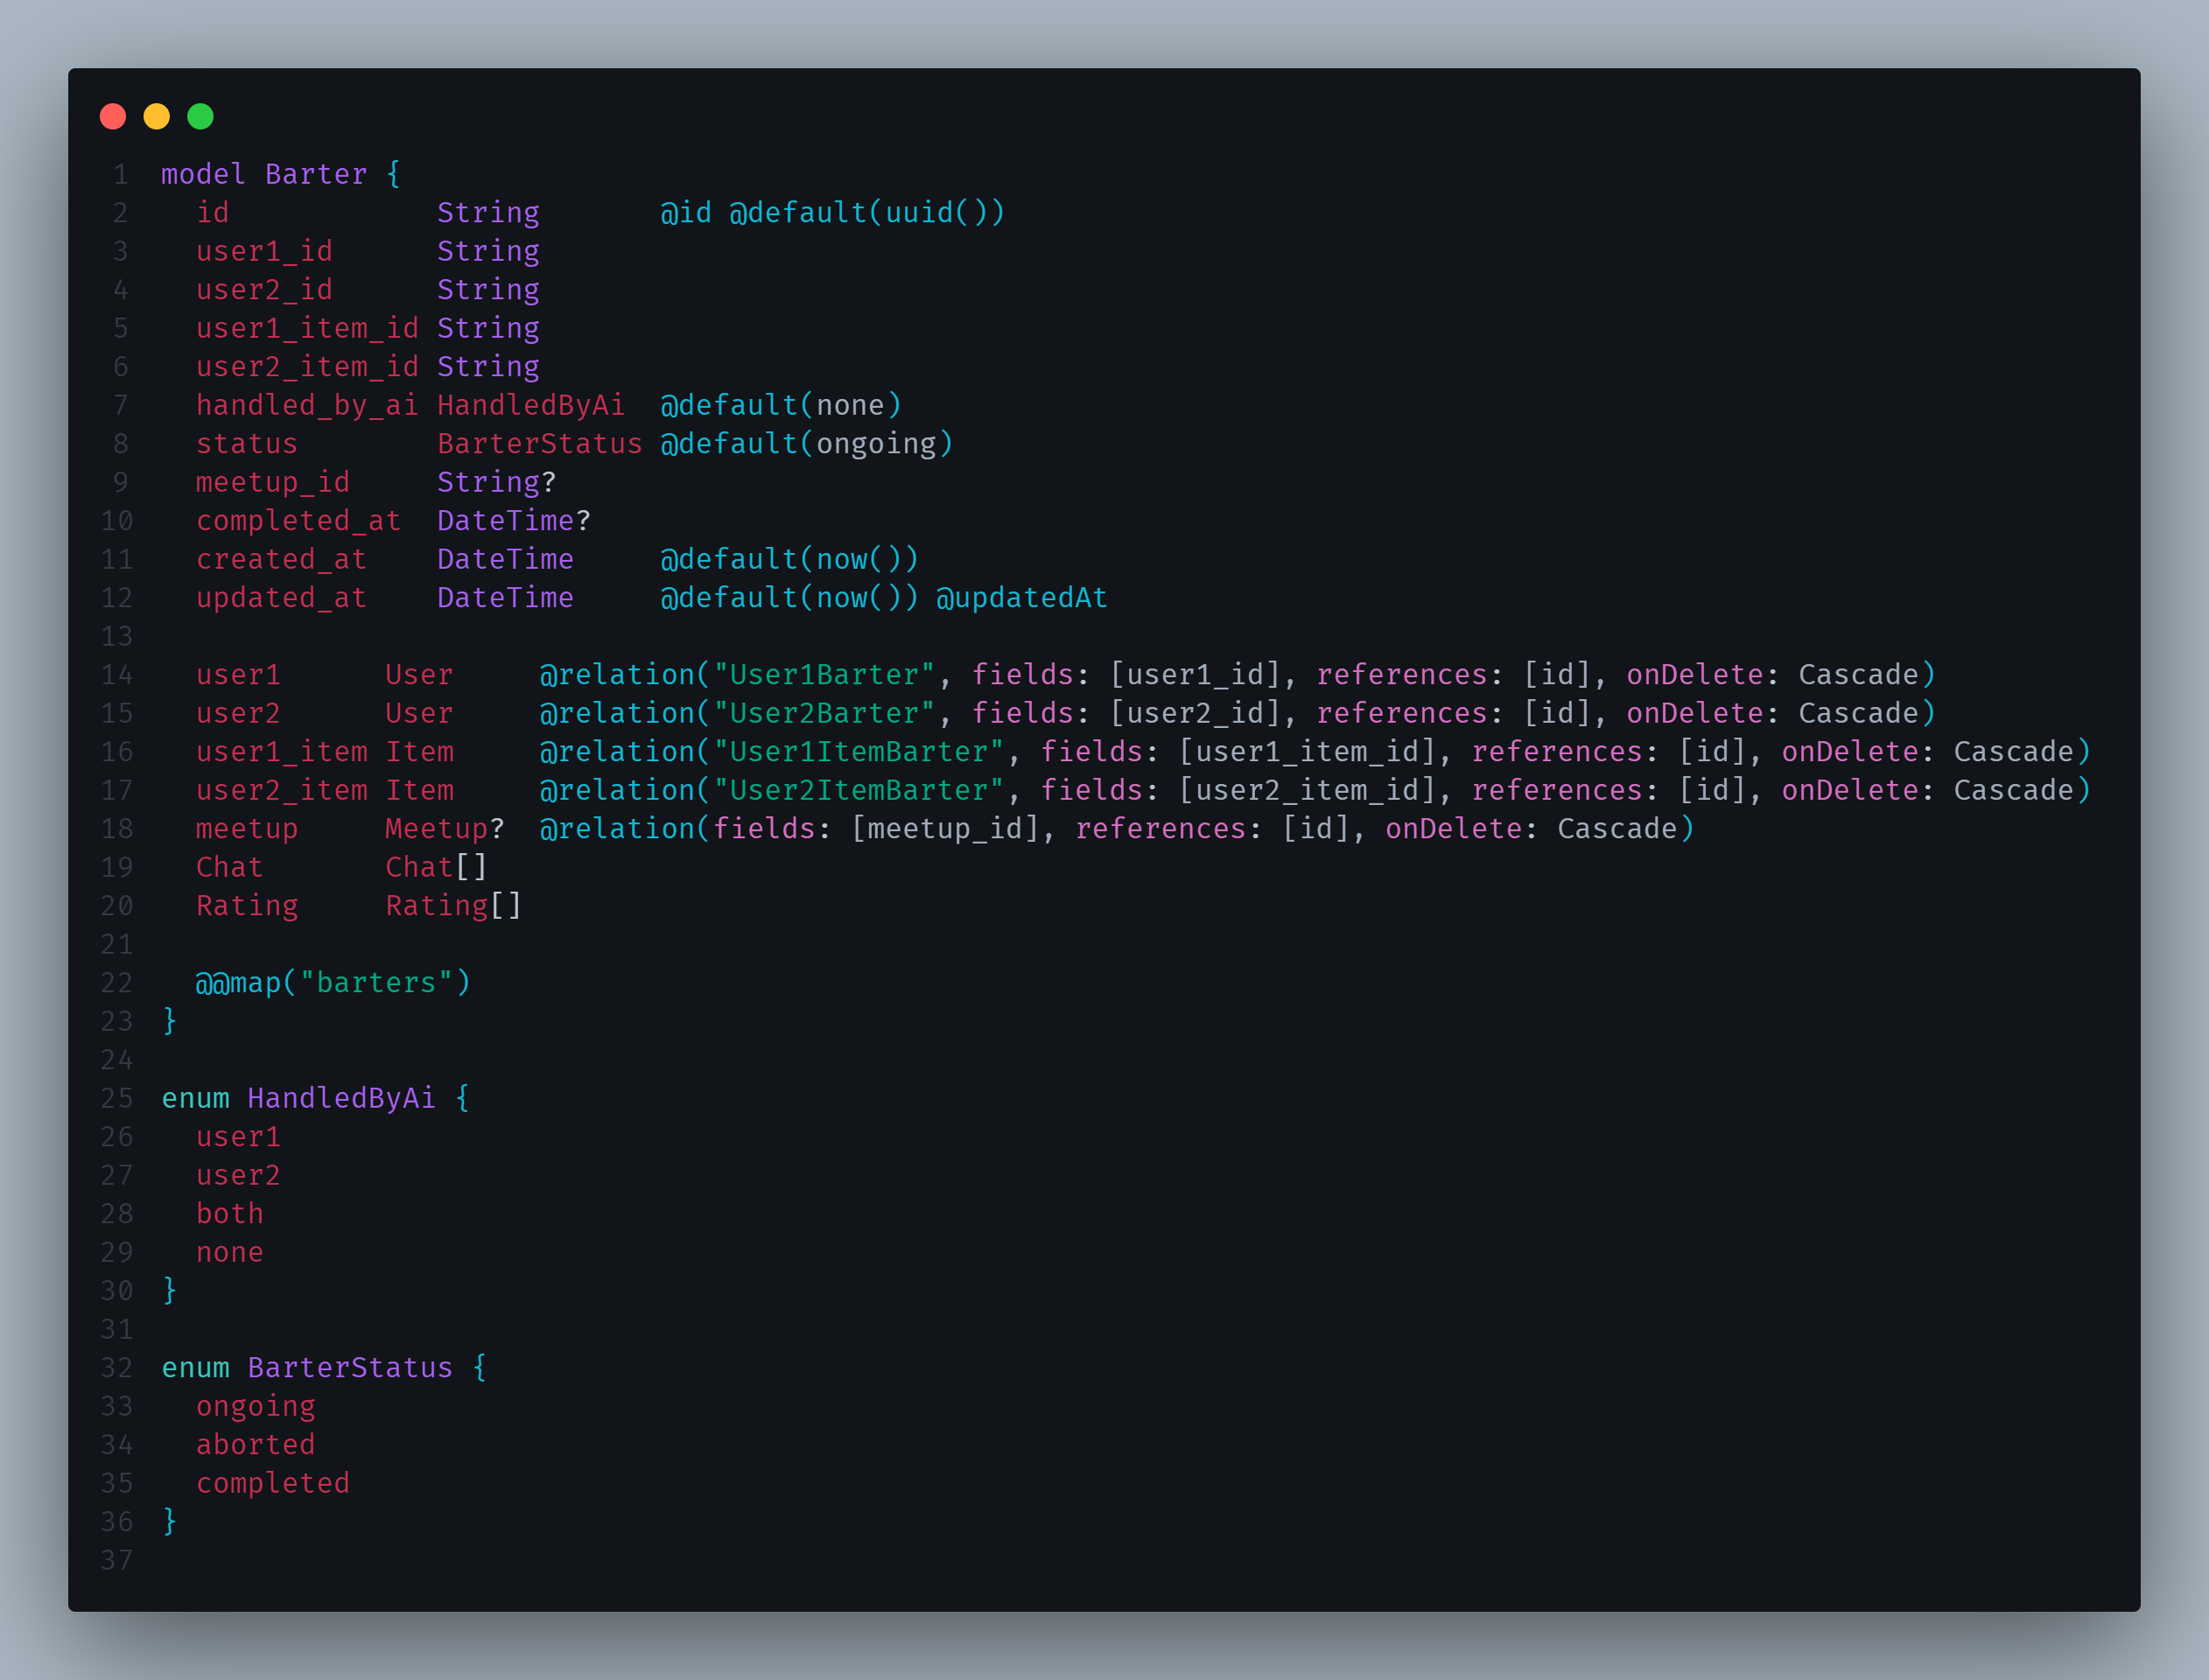 1 model Barter {
2   id            String       @id @default(uuid())
3   user1_id      String
4   user2_id      String
5   user1_item_id String
6   user2_item_id String
7   handled_by_ai HandledByAi  @default(none)
8   status        BarterStatus @default(ongoing)
9   meetup_id     String?
10   completed_at  DateTime?
11   created_at    DateTime     @default(now())
12   updated_at    DateTime     @default(now()) @updatedAt
13
14   user1      User     @relation("User1Barter", fields: [user1_id], references: [id], onDelete: Cascade)
15   user2      User     @relation("User2Barter", fields: [user2_id], references: [id], onDelete: Cascade)
16   user1_item Item     @relation("User1ItemBarter", fields: [user1_item_id], references: [id], onDelete: Cascade)
17   user2_item Item     @relation("User2ItemBarter", fields: [user2_item_id], references: [id], onDelete: Cascade)
18   meetup     Meetup?  @relation(fields: [meetup_id], references: [id], onDelete: Cascade)
19   Chat       Chat[]
20   Rating     Rating[]
21
22   @@map("barters")
23 }
24
25 enum HandledByAi {
26   user1
27   user2
28   both
29   none
30 }
31
32 enum BarterStatus {
33   ongoing
34   aborted
35   completed
36 }
37